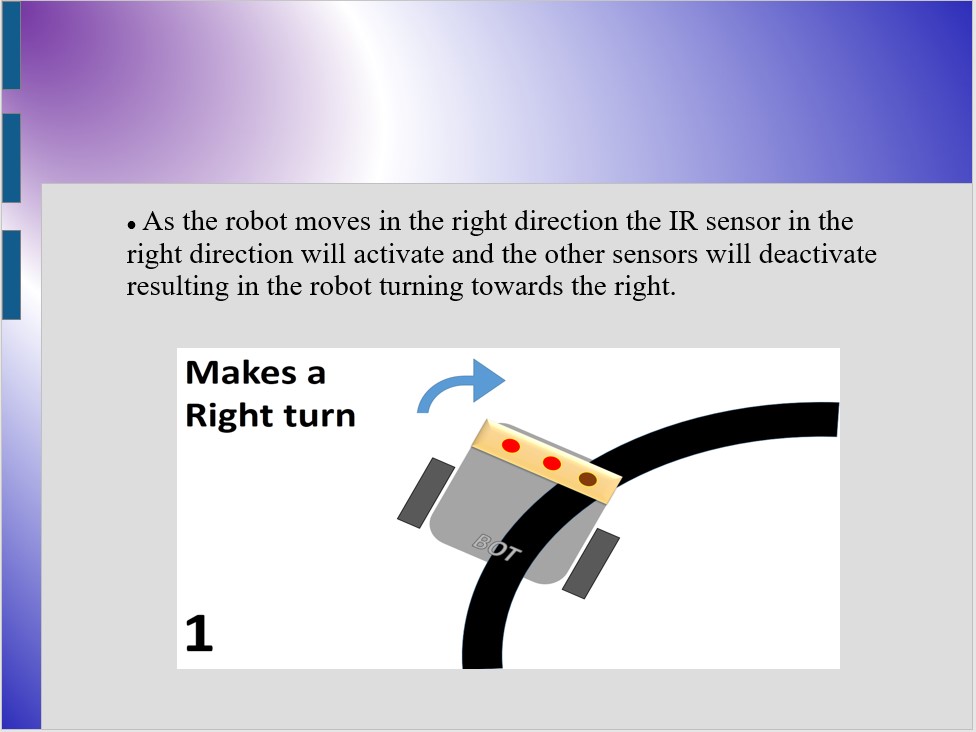 ● As the robot moves in the right direction the IR sensor in the
right direction will activate and the other sensors will deactivate
resulting in the robot turning towards the right.
Makes a
Right turn
BOT
1